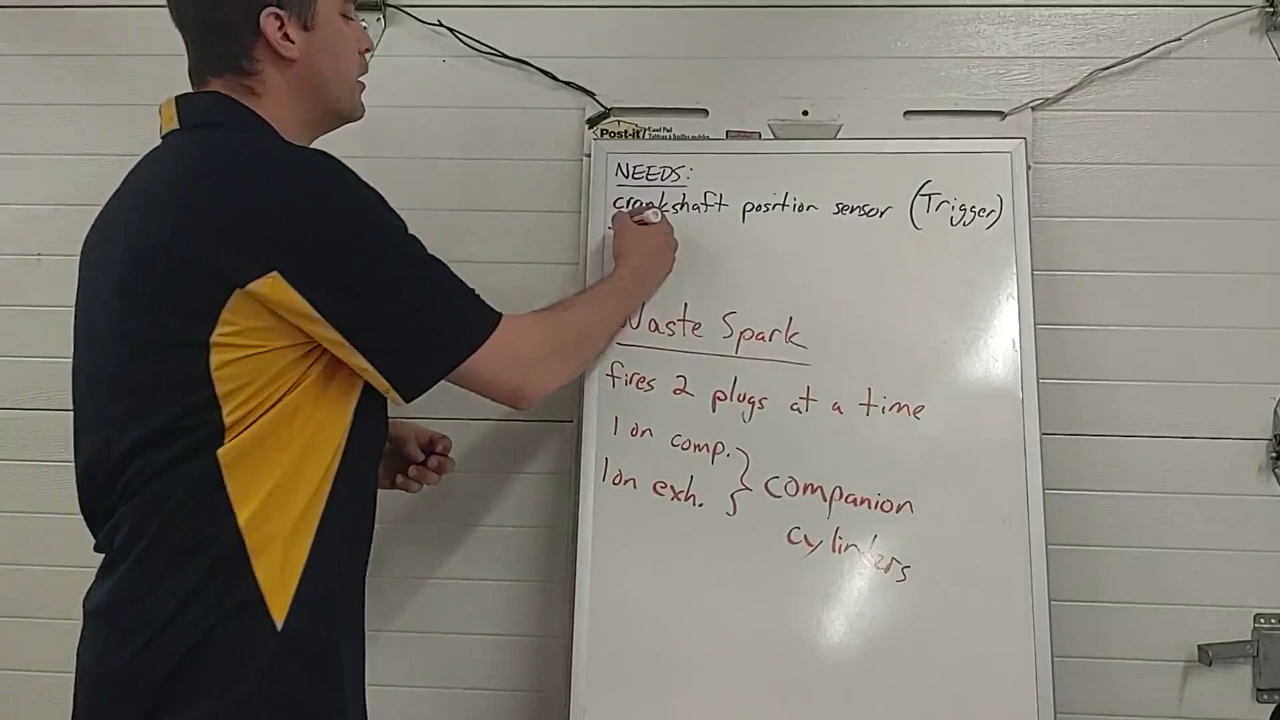 Post-it
NEEDS:
crankshaft position sensor (Trigger)
Waste Spark
fires 2 plugs at a time
1 on comp.
1 on exh.
companion
cylinders